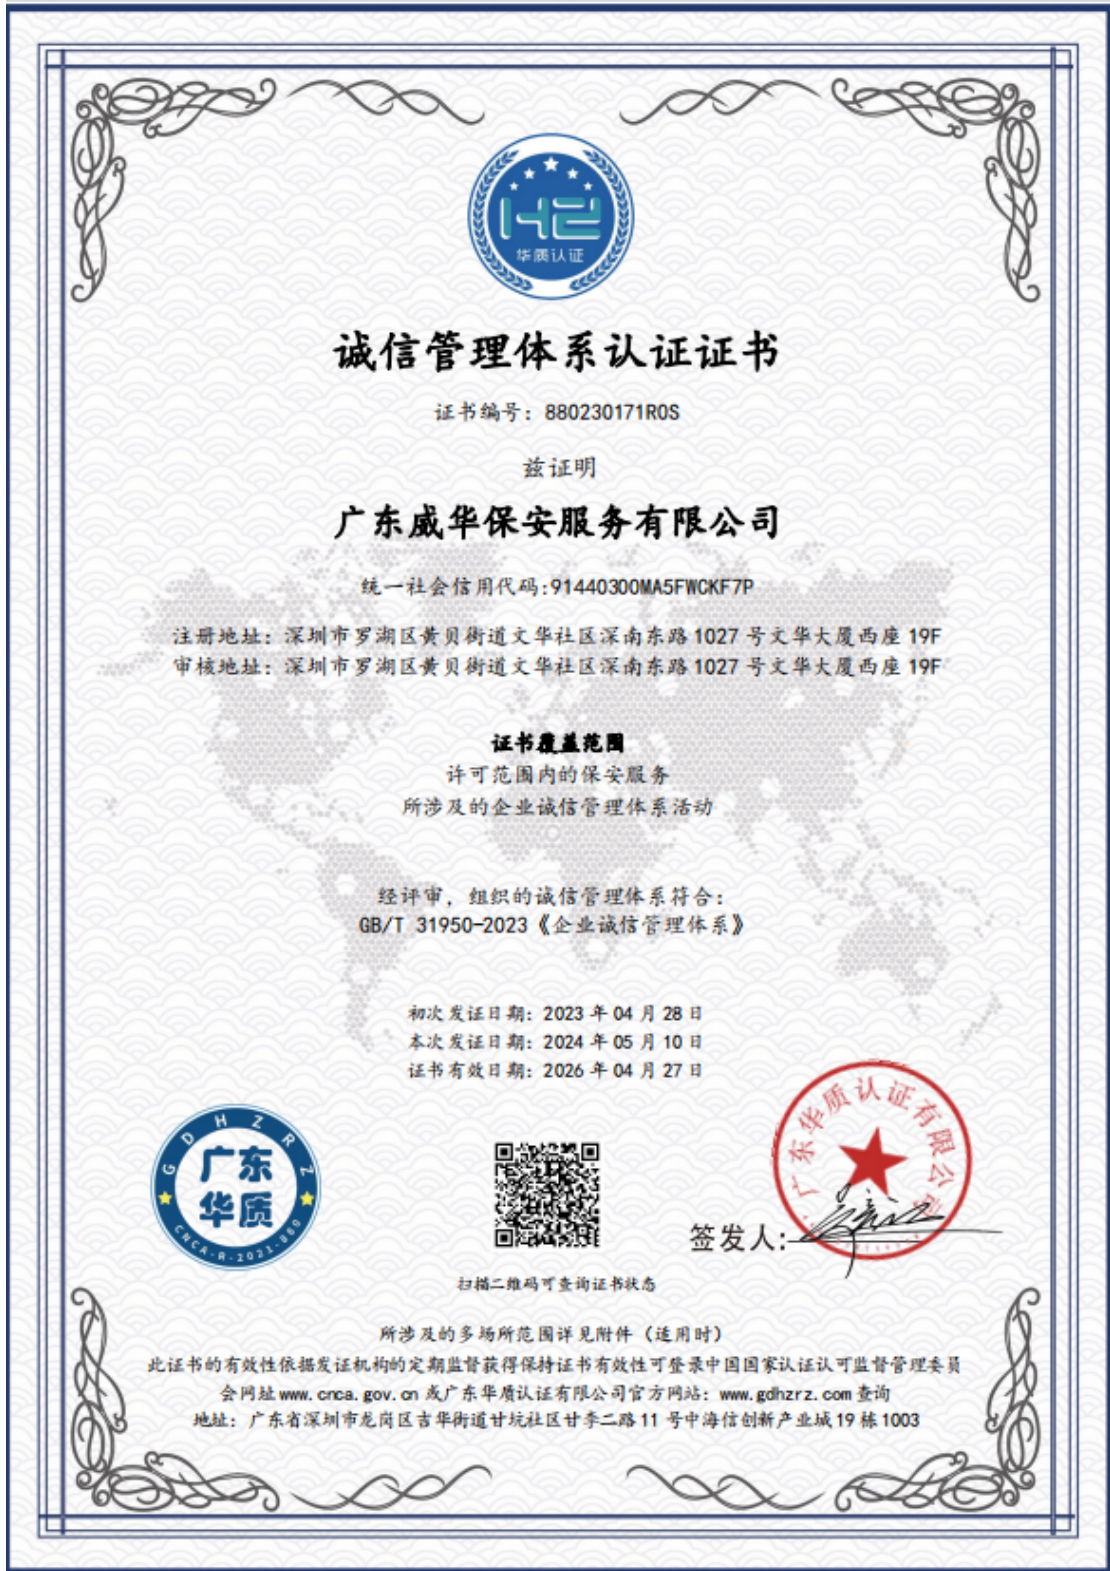 HZ
华质认证
诚信管理体系认证证书
证书编号：880230171R0S
兹证明
广东威华保安服务有限公司
统一社会信用代码:91440300MA5FWCKF7P
注册地址：深圳市罗湖区黄贝街道文华社区深南东路1027号文华大厦西座19F
审核地址：深圳市罗湖区黄贝街道文华社区深南东路1027号文华大厦西座19F
证书覆盖范围
许可范围内的保安服务
所涉及的企业诚信管理体系活动
经评审，组织的诚信管理体系符合：
GB/T 31950-2023《企业诚信管理体系》
初次发证日期：2023年04月28日
本次发证日期：2024年05月10日
证书有效日期：2026年04月27日
GDHZRZ
广东
华质
CNCA-R-2021-860
广东华质认证有限公司
签发人:
扫描二维码可查询证书状态
所涉及的多场所范围详见附件（适用时）
此证书的有效性依据发证机构的定期监督获得保持证书有效性可登录中国国家认证认可监督管理委员
会网址www.cnca.gov.cn或广东华质认证有限公司官方网站：www.gdhzrz.com查询
地址：广东省深圳市龙岗区吉华街道甘坑社区甘李二路11号中海信创新产业城19栋1003